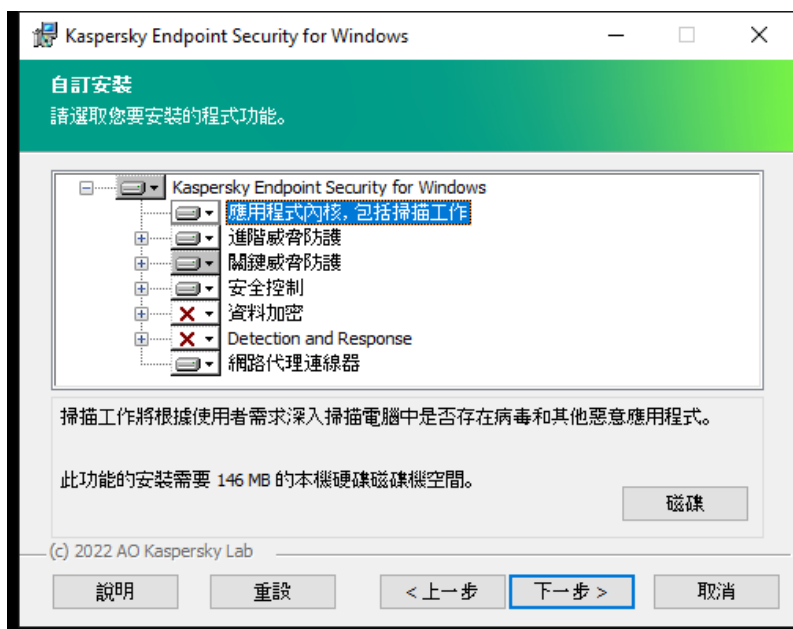 Kaspersky Endpoint Security for Windows
自訂安裝
請選取您要安裝的程式功能。
Kaspersky Endpoint Security for Windows
應用程式內核, 包括掃描工作
進階威脅防護
關鍵威脅防護
安全控制
資料加密
Detection and Response
網路代理連線器
掃描工作將根據使用者需求深入掃描電腦中是否存在病毒和其他惡意應用程式。
此功能的安裝需要 146 MB 的本機硬碟磁碟機空間。
磁碟
(c) 2022 AO Kaspersky Lab
說明
重設
< 上一步
下一步 >
取消